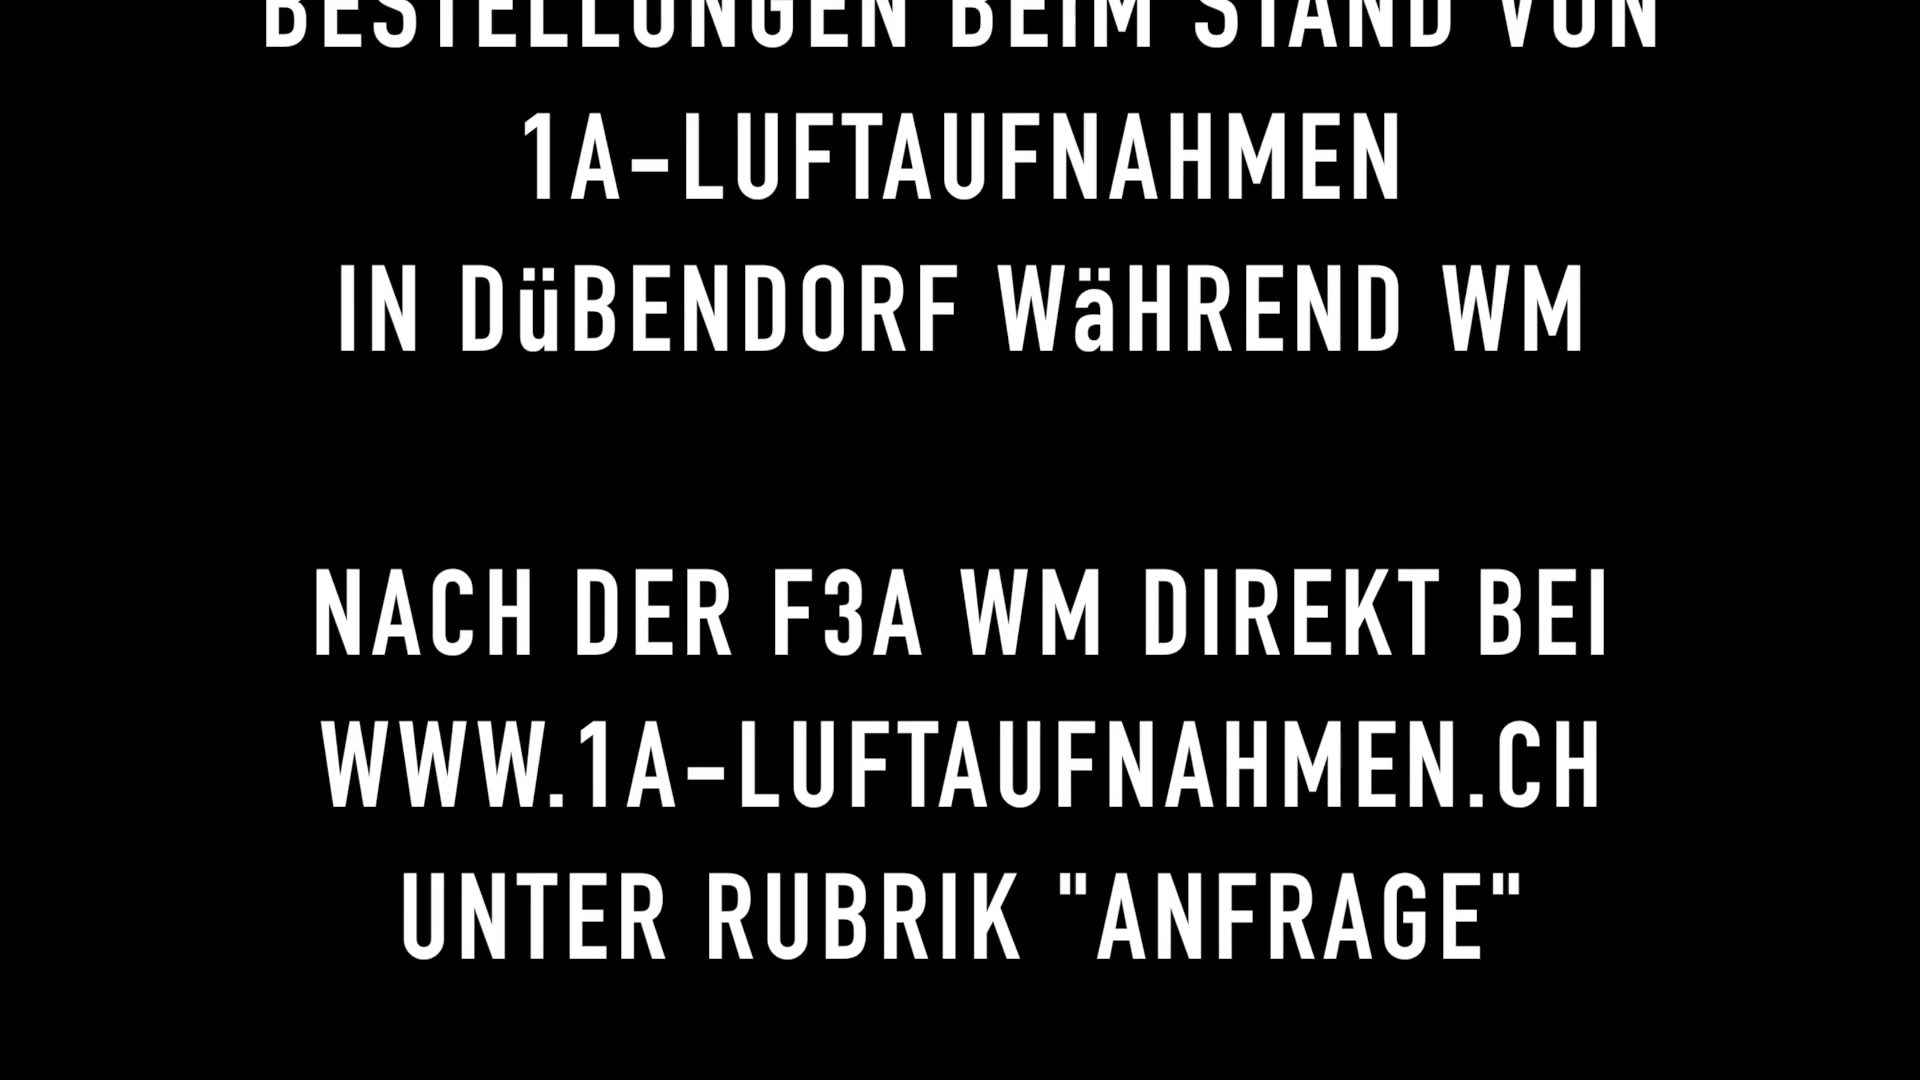 BESTELLUNGEN BEIM STAND VON
1A-LUFTAUFNAHMEN
IN DüBENDORF WäHREND WM
NACH DER F3A WM DIREKT BEI
WWW.1A-LUFTAUFNAHMEN.CH
UNTER RUBRIK "ANFRAGE"